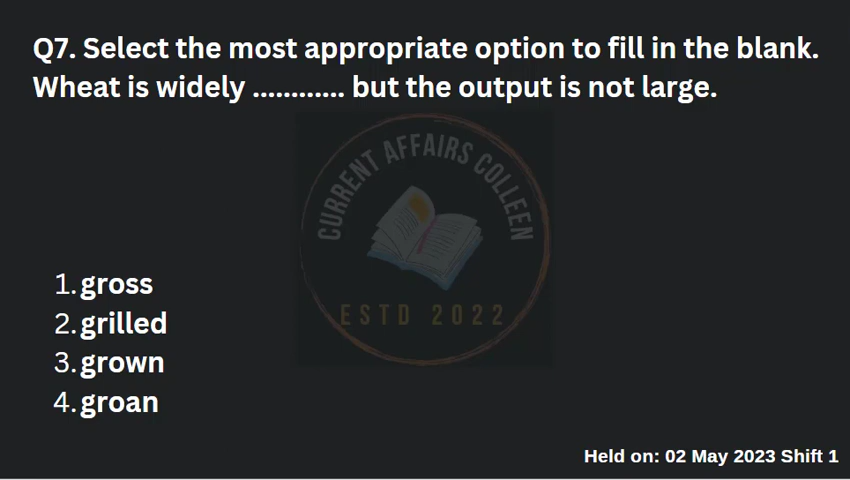 Q7. Select the most appropriate option to fill in the blank.
Wheat is widely ............ but the output is not large.
CURRENT AFFAIRS COLLEEN
ESTD 2022
1. gross
2. grilled
3. grown
4. groan
Held on: 02 May 2023 Shift 1